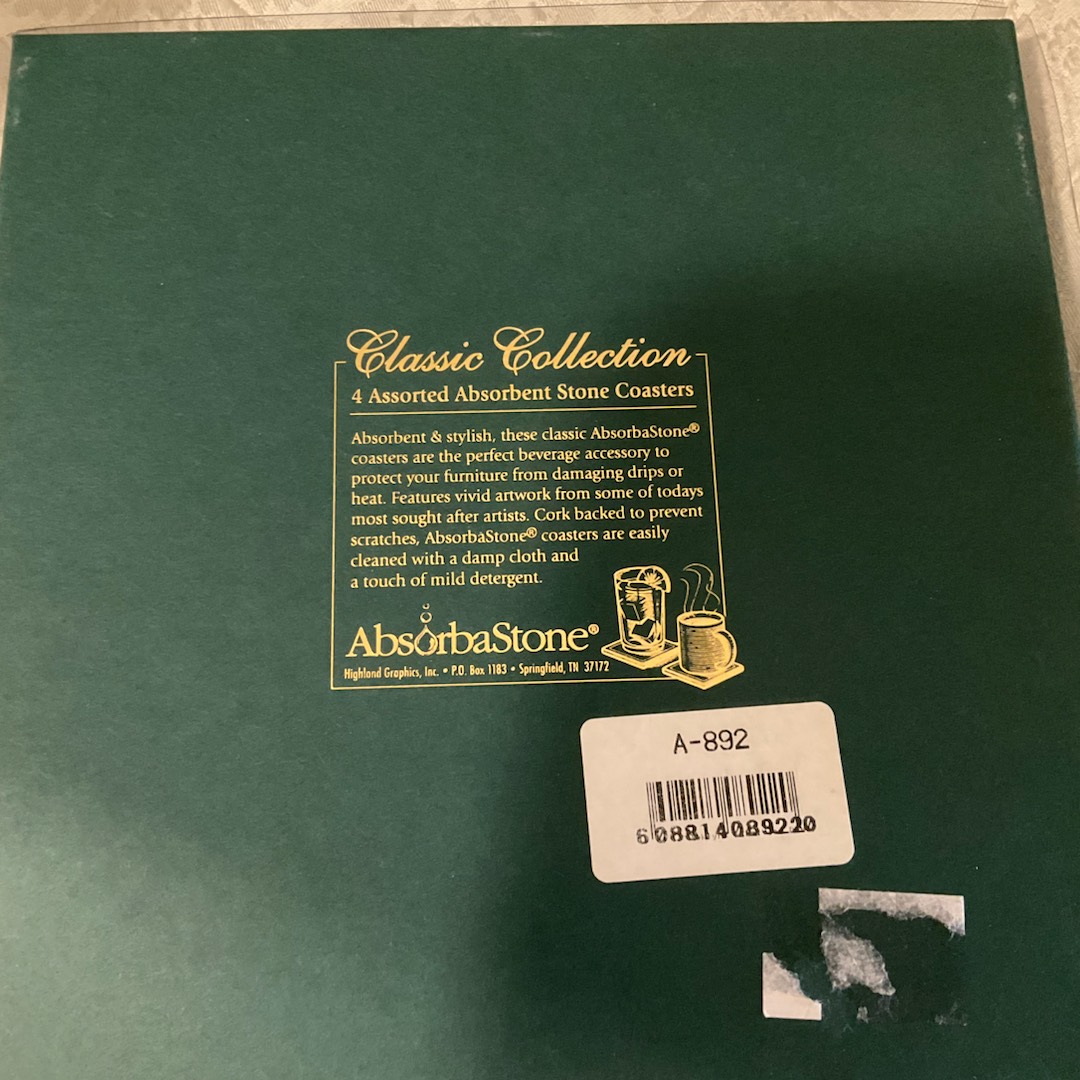 Classic Collection
4 Assorted Absorbent Stone Coasters
Absorbent & stylish, these classic AbsorbaStone®
coasters are the perfect beverage accessory to
protect your furniture from damaging drips or
heat. Features vivid artwork from some of todays
most sought after artists. Cork backed to prevent
scratches, AbsorbaStone® coasters are easily
cleaned with a damp cloth and
a touch of mild detergent.
AbsorbaStone®
Highland Graphics, Inc. • P.O. Box 1183 • Springfield, TN 37172
A-892